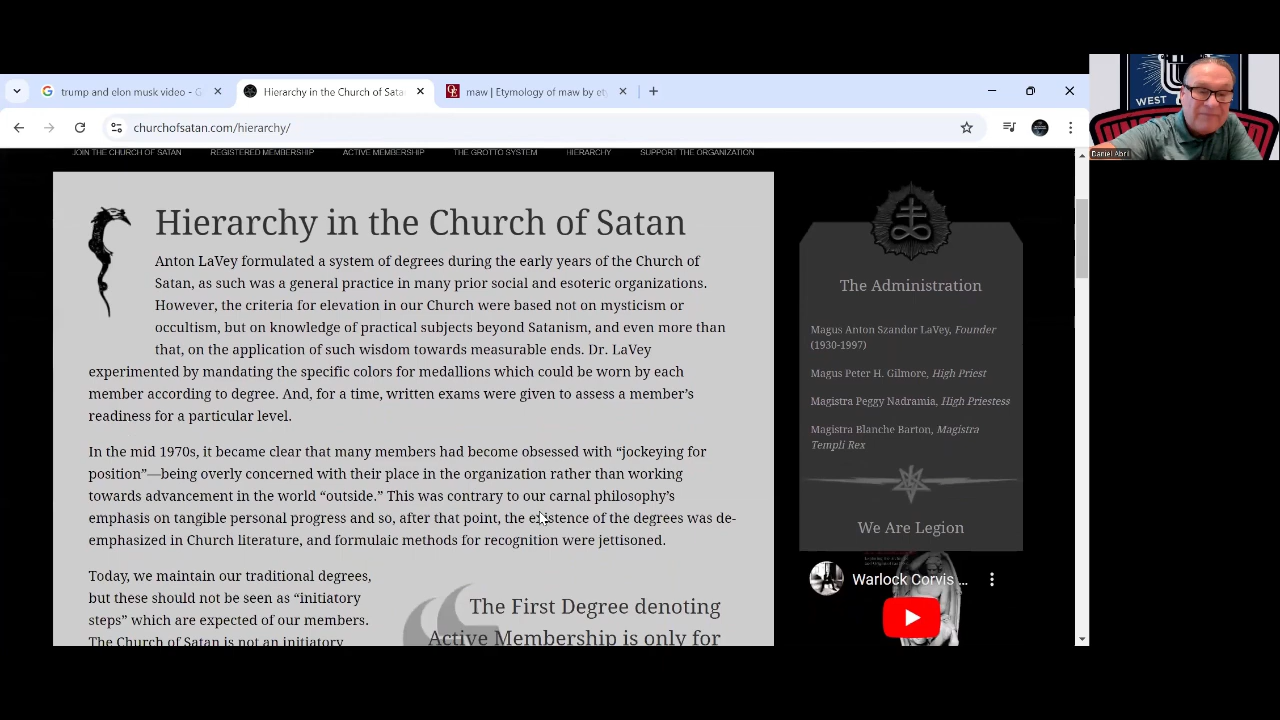 trump and elon musk video - G
Hierarchy in the Church of Sata
maw | Etymology of maw by ety
churchofsatan.com/hierarchy/
JOIN THE CHURCH OF SATAN REGISTERED MEMBERSHIP ACTIVE MEMBERSHIP THE GROTTO SYSTEM HIERARCHY SUPPORT THE ORGANIZATION
WEST
Daniel Abril
Hierarchy in the Church of Satan
Anton LaVey formulated a system of degrees during the early years of the Church of
Satan, as such was a general practice in many prior social and esoteric organizations.
However, the criteria for elevation in our Church were based not on mysticism or
occultism, but on knowledge of practical subjects beyond Satanism, and even more than
that, on the application of such wisdom towards measurable ends. Dr. LaVey
experimented by mandating the specific colors for medallions which could be worn by each
member according to degree. And, for a time, written exams were given to assess a member’s
readiness for a particular level.
In the mid 1970s, it became clear that many members had become obsessed with “jockeying for
position”—being overly concerned with their place in the organization rather than working
towards advancement in the world “outside.” This was contrary to our carnal philosophy’s
emphasis on tangible personal progress and so, after that point, the existence of the degrees was de-
emphasized in Church literature, and formulaic methods for recognition were jettisoned.
Today, we maintain our traditional degrees,
but these should not be seen as “initiatory
steps” which are expected of our members.
The Church of Satan is not an initiatory
The First Degree denoting
Active Membership is only for
The Administration
Magus Anton Szandor LaVey, Founder
(1930-1997)
Magus Peter H. Gilmore, High Priest
Magistra Peggy Nadramia, High Priestess
Magistra Blanche Barton, Magistra
Templi Rex
We Are Legion
Warlock Corvis ...